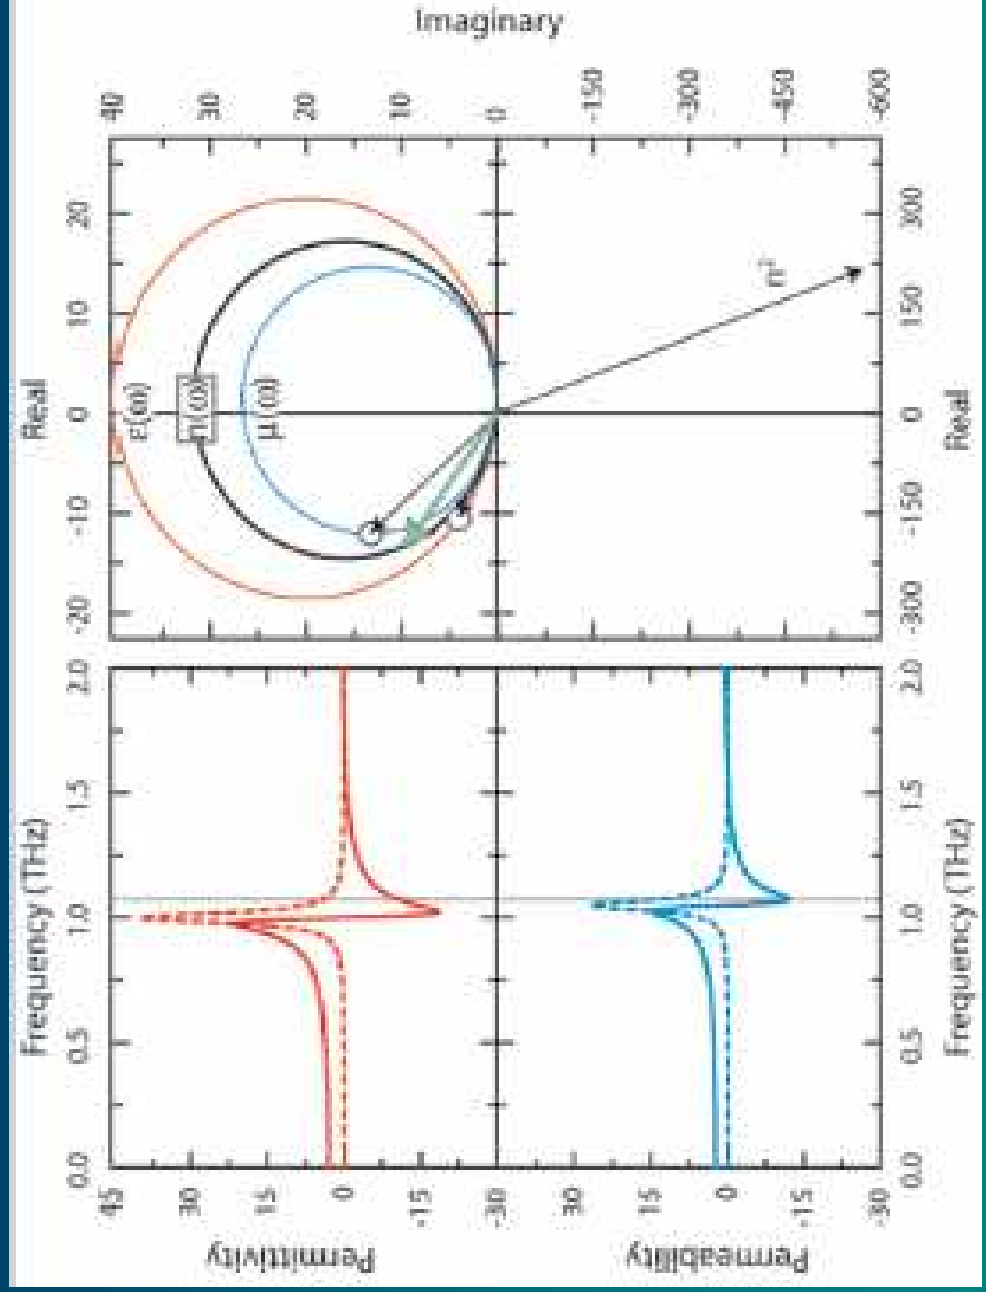 Frequency (THz)
Real
0.0 0.5 1.0 1.5 2.0
-20 -10 0 10 20
Permittivity
45
30
15
0
-15
-30
ε(ω)
n(ω)
μ(ω)
40
30
20
10
0
Imaginary
Permeability
30
15
0
-15
-30
n²
-150
-300
-450
-600
0.0 0.5 1.0 1.5 2.0
-300 -150 0 150 300
Frequency (THz)
Real